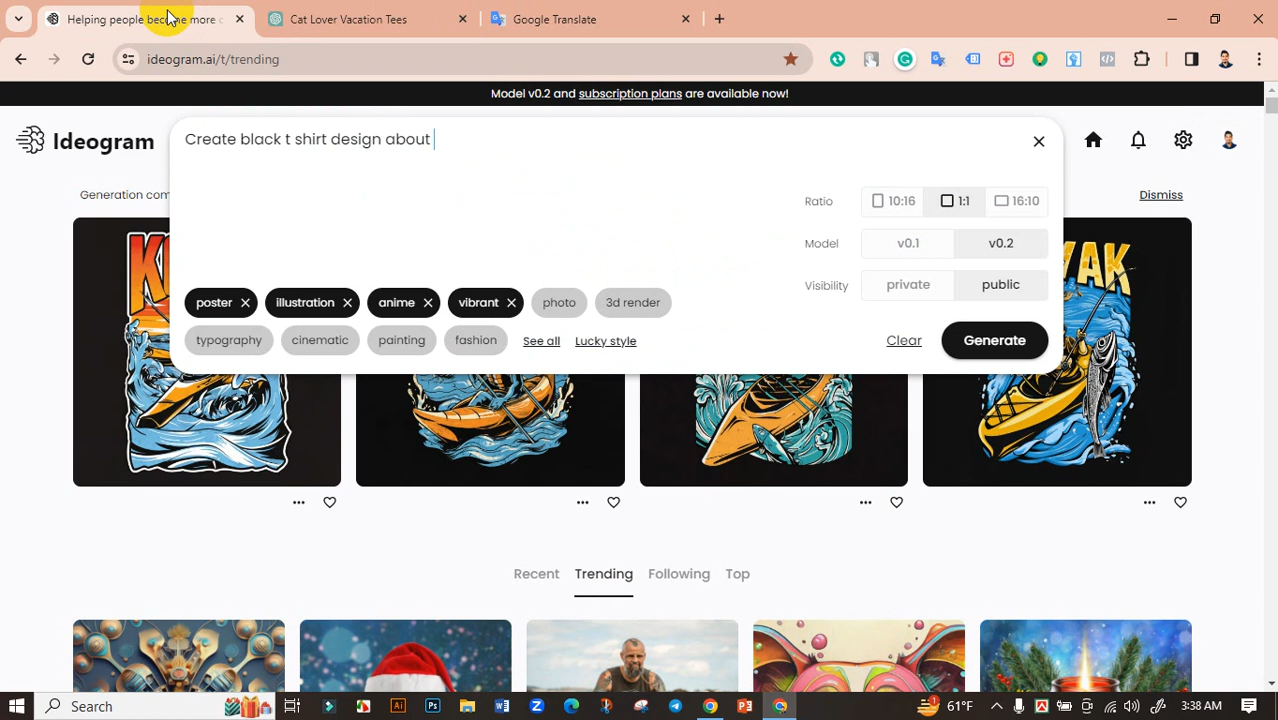 Helping people become more c
Cat Lover Vacation Tees
Google Translate
ideogram.ai/t/trending
Model v0.2 and subscription plans are available now!
Ideogram
Create black t shirt design about
Ratio
10:16
1:1
16:10
Model
v0.1
v0.2
Visibility
private
public
poster
illustration
anime
vibrant
photo
3d render
typography
cinematic
painting
fashion
See all
Lucky style
Clear
Generate
Generation com
Dismiss
Recent
Trending
Following
Top
Search
61°F
3:38 AM